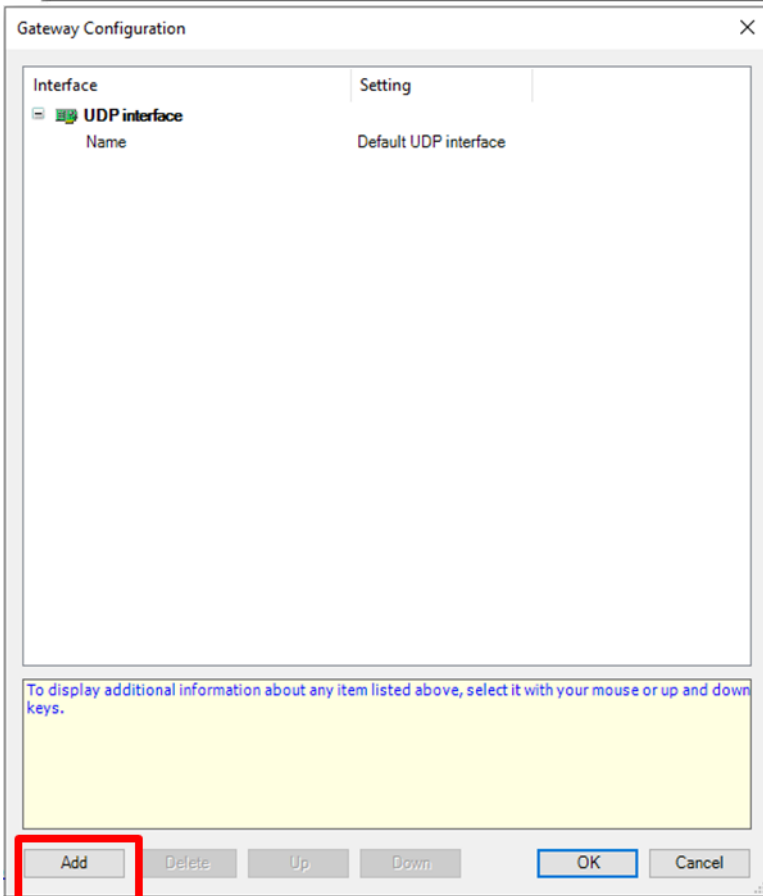 Gateway Configuration
Interface Setting
UDP interface
Name Default UDP interface
To display additional information about any item listed above, select it with your mouse or up and down
keys.
Add Delete Up Down OK Cancel